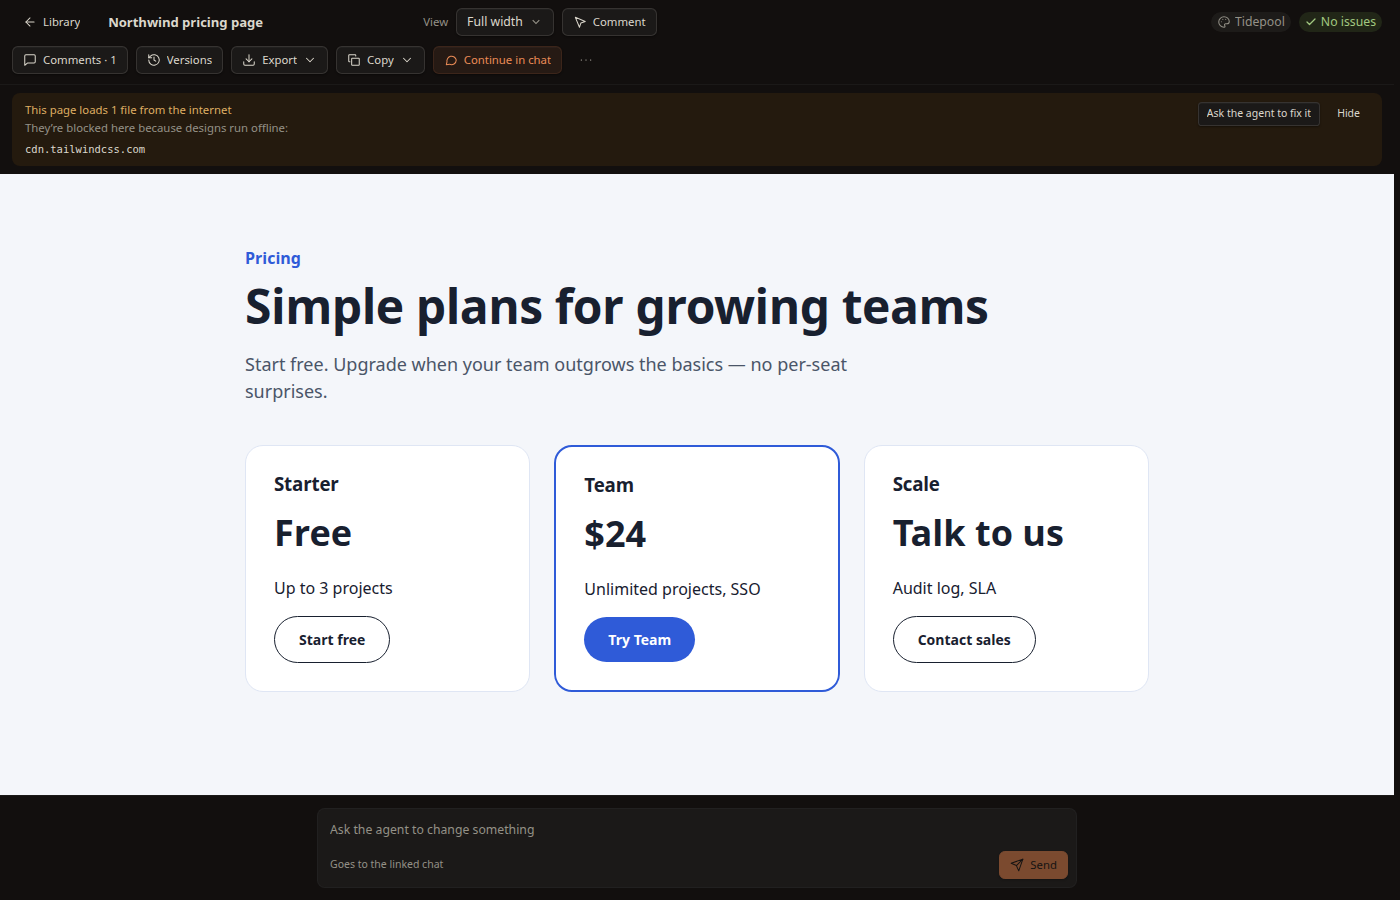 Library
Northwind pricing page
View
Full width
Comment
Tidepool
No issues
Comments · 1
Versions
Export
Copy
Continue in chat
...
This page loads 1 file from the internet
They're blocked here because designs run offline:
cdn.tailwindcss.com
Ask the agent to fix it
Hide
Pricing
Simple plans for growing teams
Start free. Upgrade when your team outgrows the basics — no per-seat
surprises.
Starter
Free
Up to 3 projects
Start free
Team
$24
Unlimited projects, SSO
Try Team
Scale
Talk to us
Audit log, SLA
Contact sales
Ask the agent to change something
Goes to the linked chat
Send